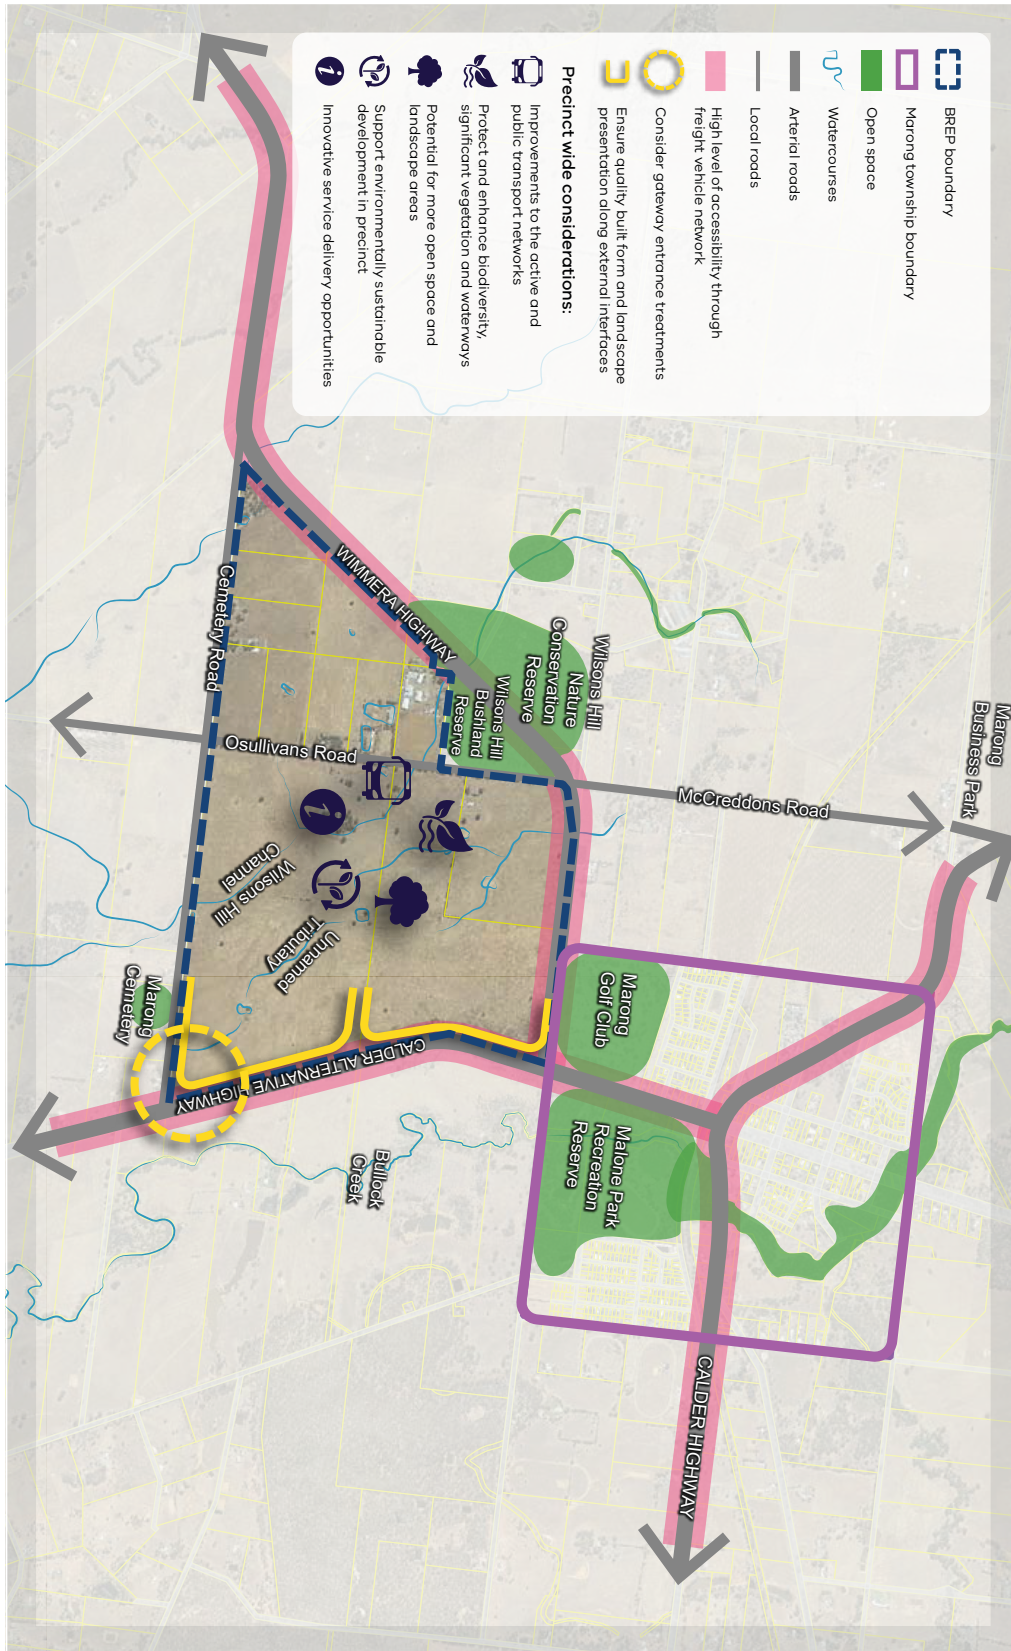 BREP boundary
Marong township boundary
Open space
Watercourses
Arterial roads
Local roads
High level of accessibility through
freight vehicle network
Consider gateway entrance treatments
Ensure quality built form and landscape
presentation along external interfaces
Precinct wide considerations:
Improvements to the active and
public transport networks
Protect and enhance biodiversity,
significant vegetation and waterways
Potential for more open space and
landscape areas
Support environmentally sustainable
development in precinct
Innovative service delivery opportunities
Marong
Business Park
McCreddons Road
Wilsons Hill
Nature
Conservation
Reserve
Wilsons Hill
Bushland
Reserve
WIMMERA HIGHWAY
Cemetery Road
Osullivans Road
Wilsons Hill
Channel
Unnamed
Tributary
Marong
Cemetery
CALDER ALTERNATIVE HIGHWAY
Marong
Golf Club
Malone Park
Recreation
Reserve
Bullock
Creek
CALDER HIGHWAY